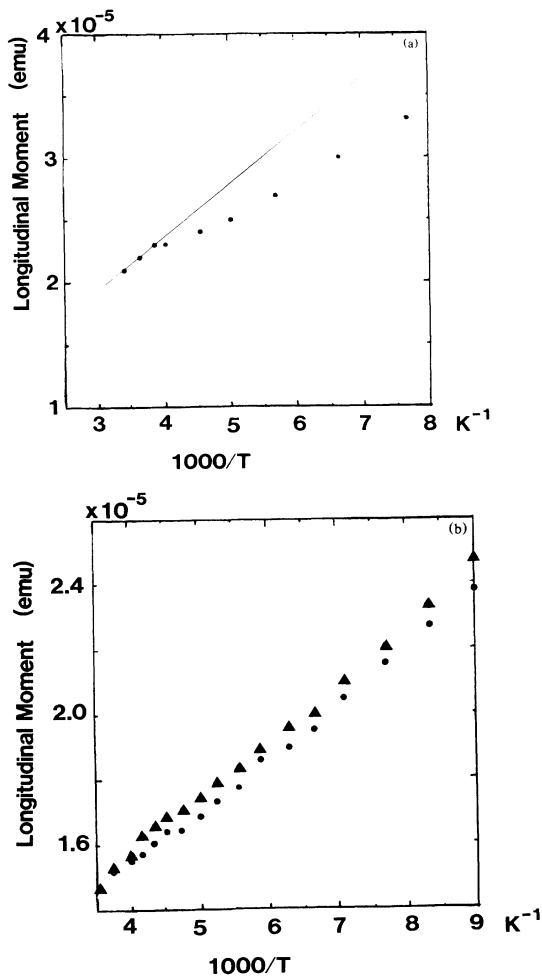 x10⁻⁵
(a)
4
3
2
1
Longitudinal Moment (emu)
3 4 5 6 7 8 K⁻¹
1000/T
x10⁻⁵
(b)
2.4
2.0
1.6
Longitudinal Moment (emu)
4 5 6 7 8 9 K⁻¹
1000/T